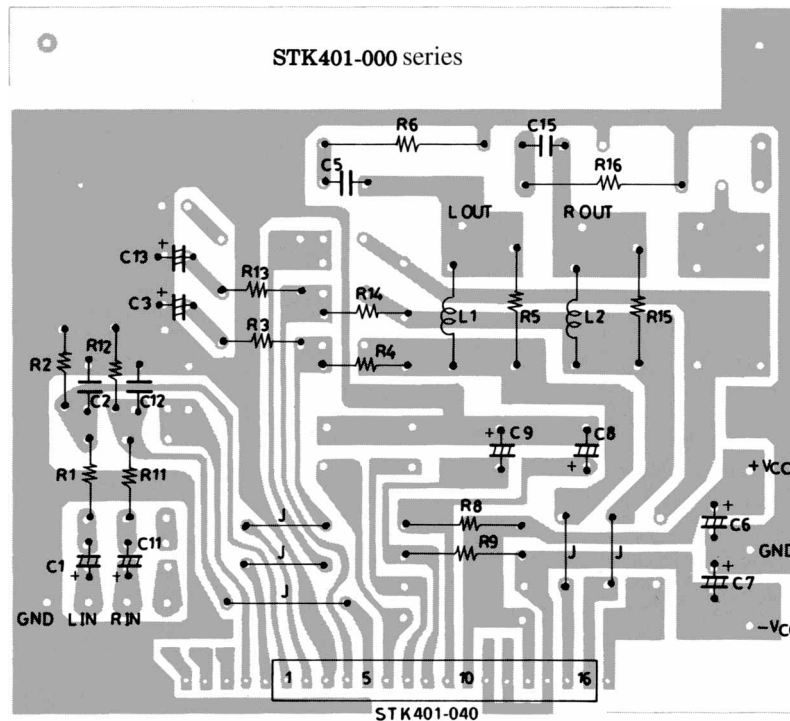 STK401-000 series
R6
C15
C5
R16
L OUT
R OUT
C13
R13
C3
R14
R3
L1
R5
L2
R15
R2
R12
R4
C2
C12
C9
C8
R1
R11
+VCC
J
R8
C6
C1
C11
R9
J
J
GND
J
C7
J
GND
L IN
R IN
-VCC
1
5
10
16
STK401-040